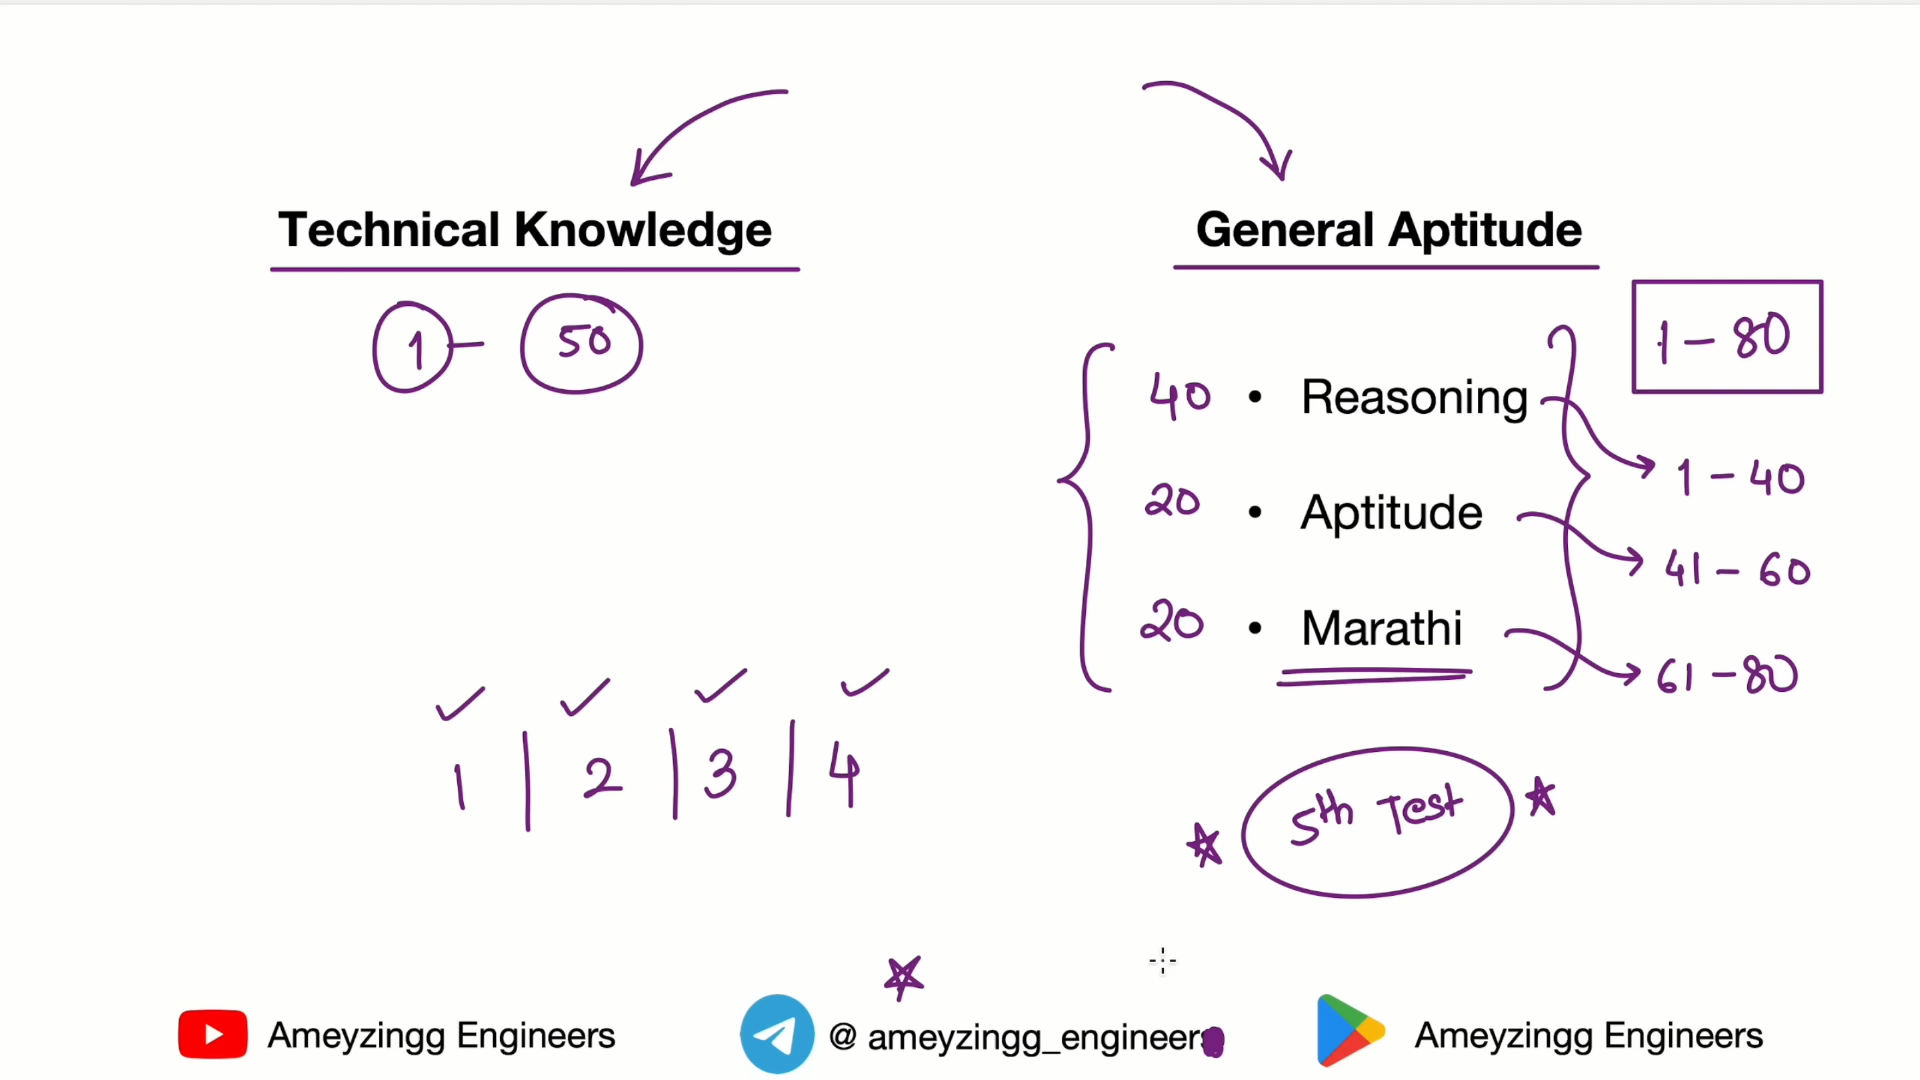 Technical Knowledge
1 - 50
General Aptitude
1 - 80
40 • Reasoning 1 - 40
20 • Aptitude 41 - 60
20 • Marathi 61 - 80
1 | 2 | 3 | 4
5th Test
Ameyzingg Engineers
@ ameyzingg_engineers
Ameyzingg Engineers